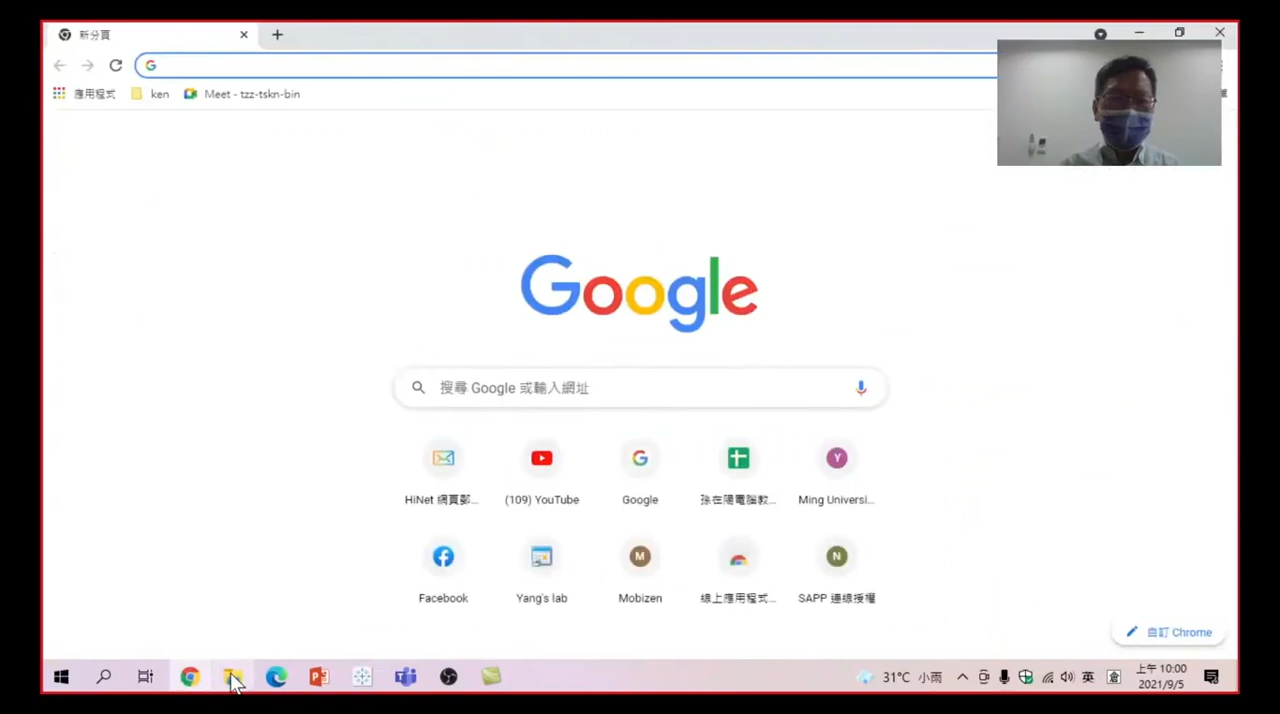 新分頁
應用程式 ken Meet - tzz-tskn-bin
Google
搜尋 Google 或輸入網址
HiNet 網頁郵... (109) YouTube Google 孫在陽電腦教... Ming Universi...
Facebook Yang's lab Mobizen 線上應用程式... SAPP 連線授權
自訂 Chrome
31°C 小雨 英 倉 上午 10:00
2021/9/5